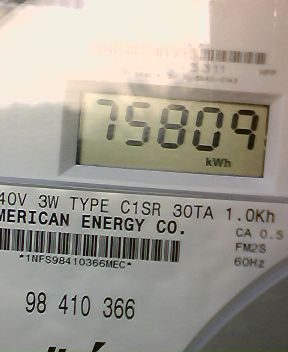 75809
kWh
40V 3W TYPE C1SR 30TA 1.0Kh
MERICAN ENERGY CO.
CA 0.5
*1NFS98410366MEC*
FM2S
60Hz
98 410 366